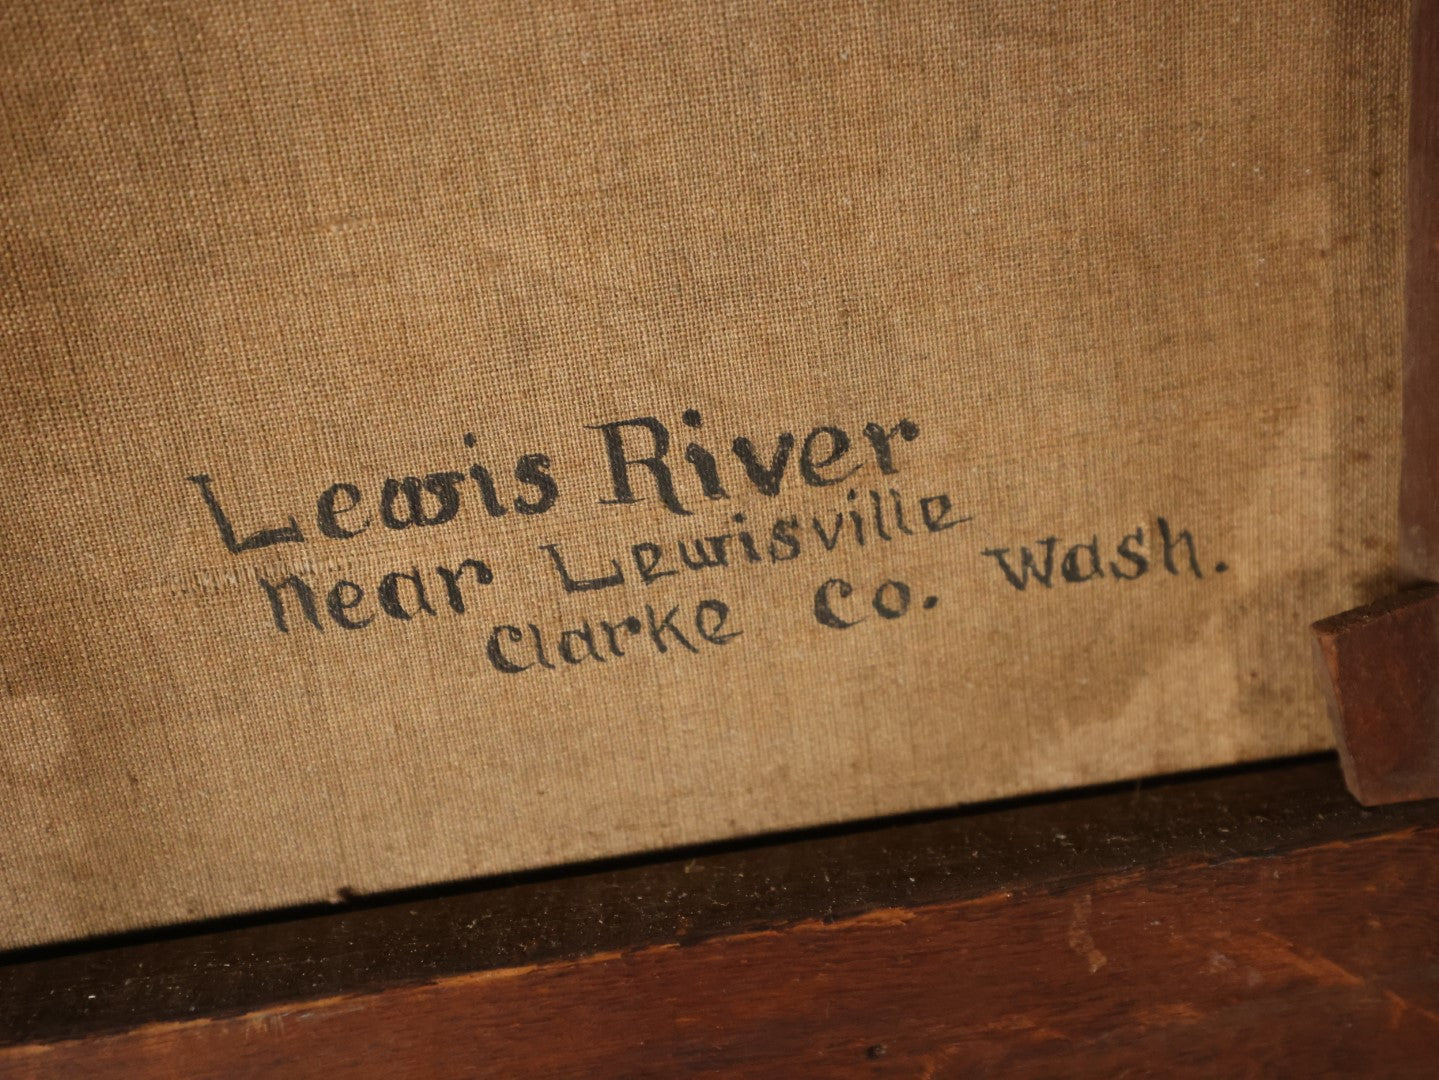 Lewis River
near Lewisville
Clarke Co. Wash.